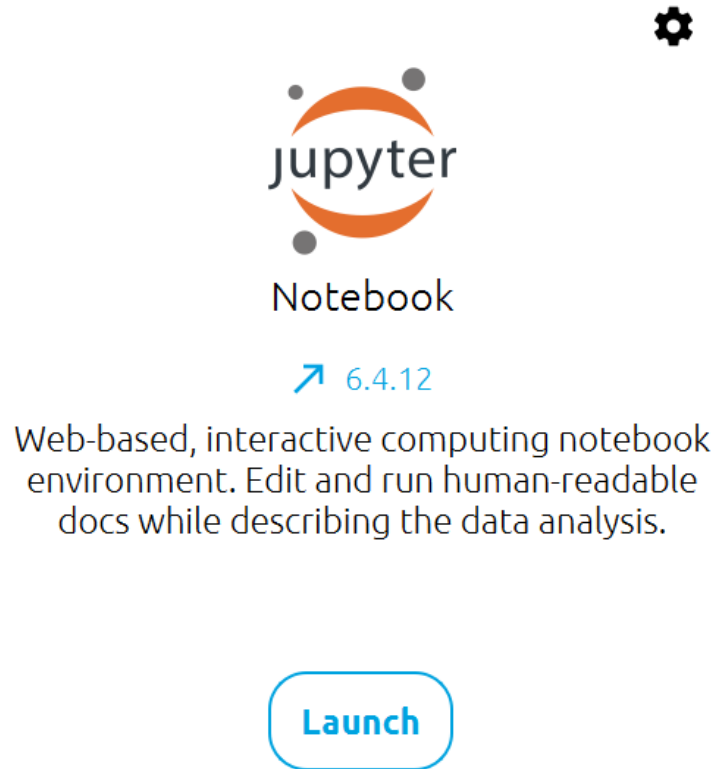 jupyter
Notebook
6.4.12
Web-based, interactive computing notebook
environment. Edit and run human-readable
docs while describing the data analysis.
Launch